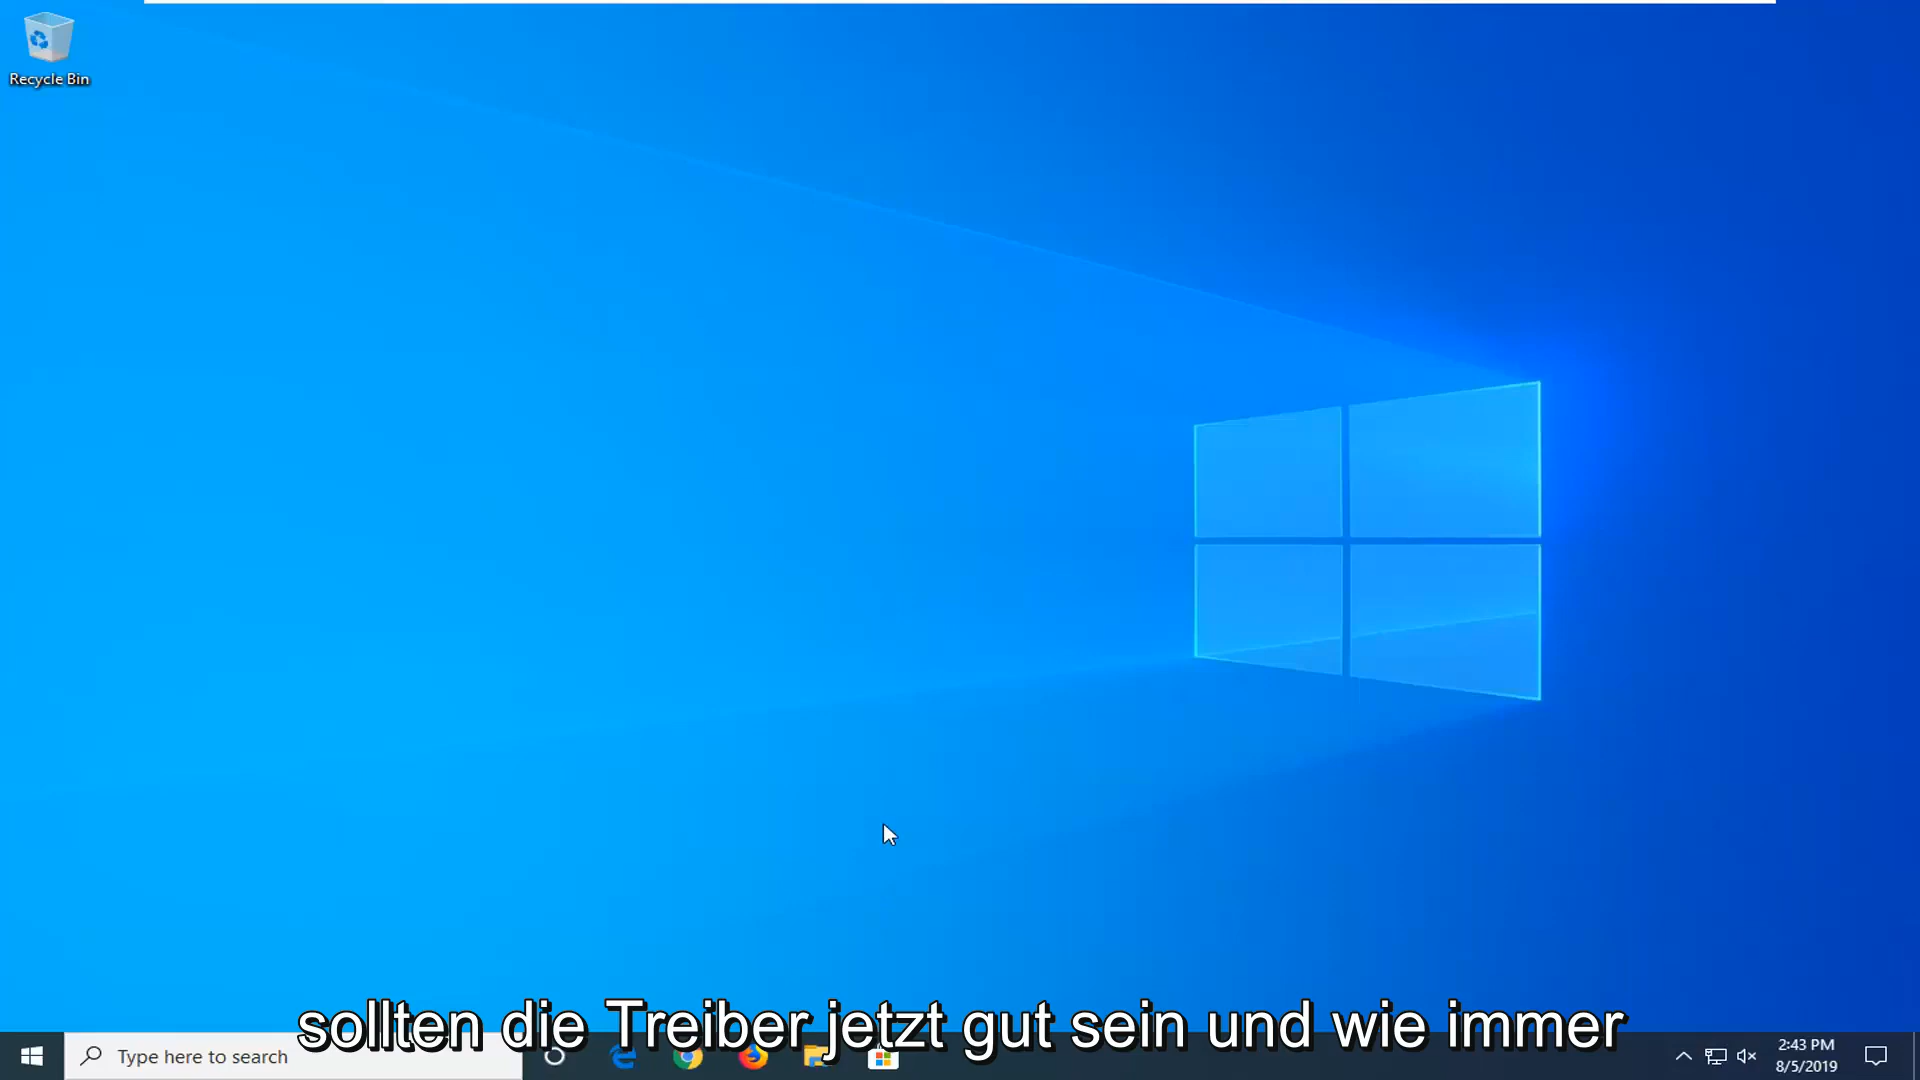 Recycle Bin
sollten die Treiber jetzt gut sein und wie immer
Type here to search
2:43 PM
8/5/2019